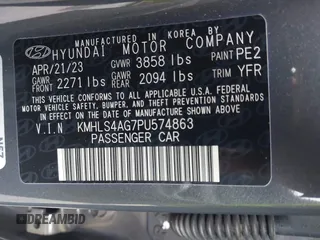 MANUFACTURED IN KOREA BY
HYUNDAI MOTOR COMPANY
APR/21/23 GVWR 3858 lbs PAINT PE2
GAWR FRONT 2271 lbs GAWR REAR 2094 lbs TRIM YFR
THIS VEHICLE CONFORMS TO ALL APPLICABLE U.S. FEDERAL
MOTOR VEHICLE SAFETY, BUMPER, AND THEFT PREVENTION
STANDARDS IN EFFECT ON THE DATE OF MANUFACTURE SHOWN ABOVE.
V.I.N KMHLS4AG7PU574863
PASSENGER CAR
DREAMBID